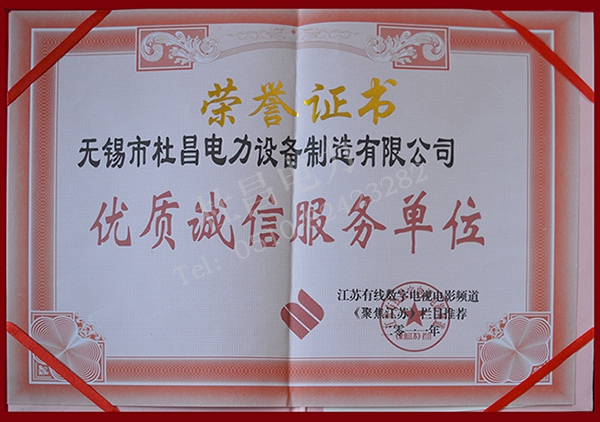 荣誉证书
无锡市杜昌电力设备制造有限公司
优质诚信服务单位
江苏有线数字电视电影频道
《聚焦江苏》栏目推荐
二零一一年